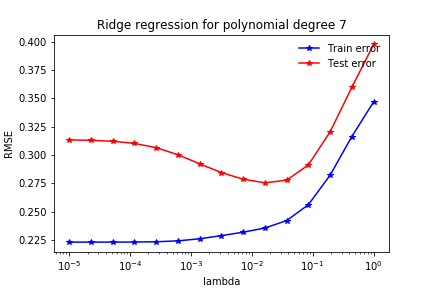 Ridge regression for polynomial degree 7
Train error
Test error
RMSE
0.400
0.375
0.350
0.325
0.300
0.275
0.250
0.225
10⁻⁵
10⁻⁴
10⁻³
10⁻²
10⁻¹
10⁰
lambda